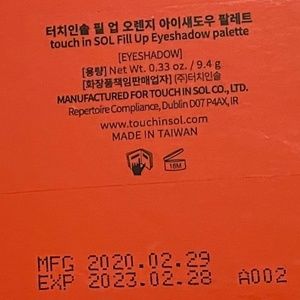 터치인솔 필 업 오렌지 아이섀도우 팔레트
touch in SOL Fill Up Eyeshadow palette
[EYESHADOW]
[용량] Net Wt. 0.33 oz. / 9.4 g
[화장품책임판매업자] (주)터치인솔
MANUFACTURED FOR TOUCH IN SOL CO., LTD.
Repertoire Compliance, Dublin D07 P4AX, IR
www.touchinsol.com
MADE IN TAIWAN
18M
MFG 2020.02.29
EXP 2023.02.28 A002